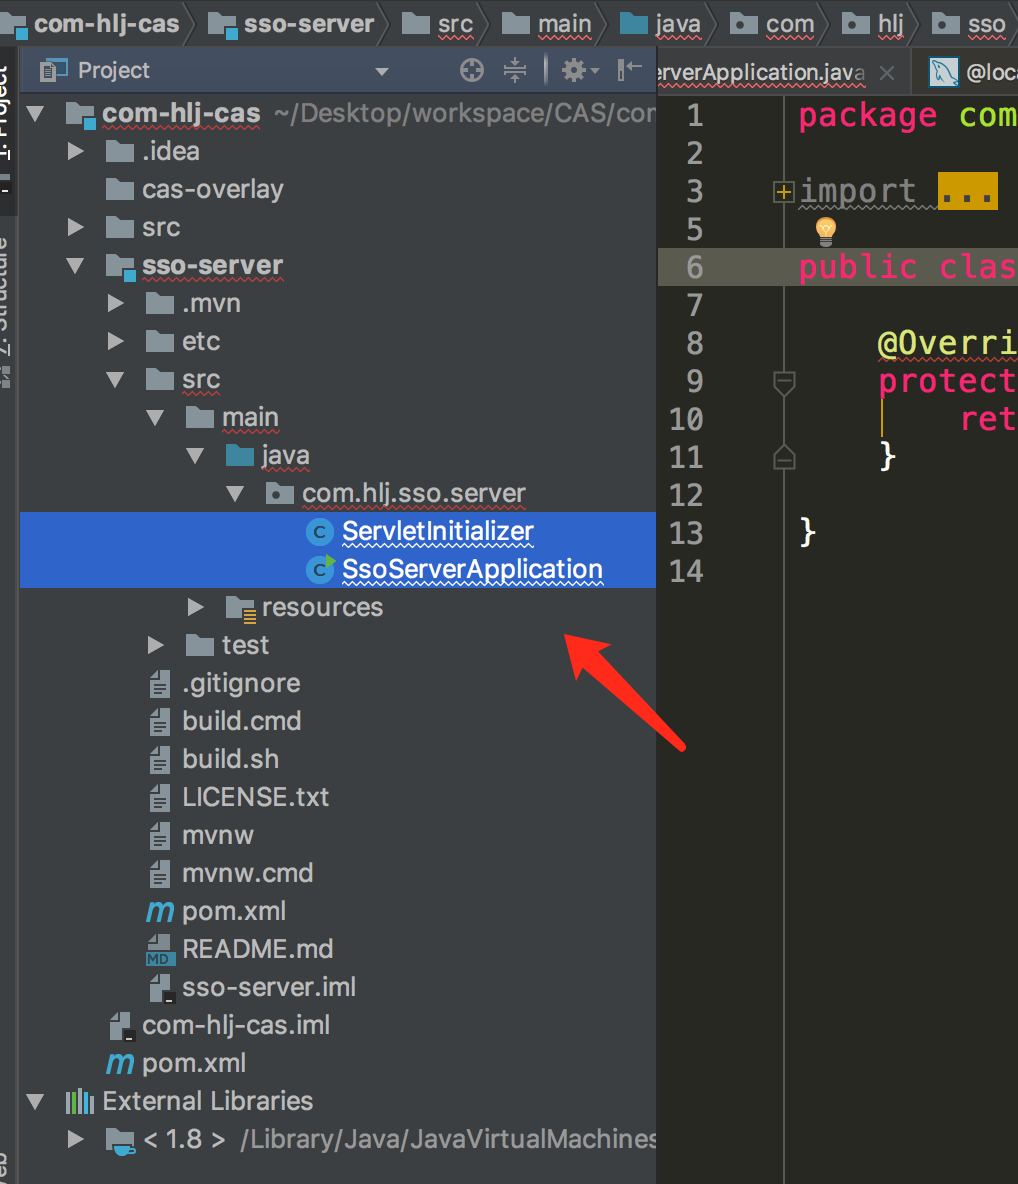 com-hlj-cas sso-server src main java com hlj sso
Project
erverApplication.java @loc
1: Project
com-hlj-cas ~/Desktop/workspace/CAS/con
.idea
cas-overlay
src
sso-server
.mvn
etc
src
main
java
com.hlj.sso.server
ServletInitializer
SsoServerApplication
resources
test
.gitignore
build.cmd
build.sh
LICENSE.txt
mvnw
mvnw.cmd
pom.xml
MD README.md
sso-server.iml
com-hlj-cas.iml
pom.xml
External Libraries
< 1.8 > /Library/Java/JavaVirtualMachines
Z: Structure
1 package com
2
3 import ...
5
6 public clas
7
8 @Overri
9 protect
10 ret
11 }
12
13 }
14